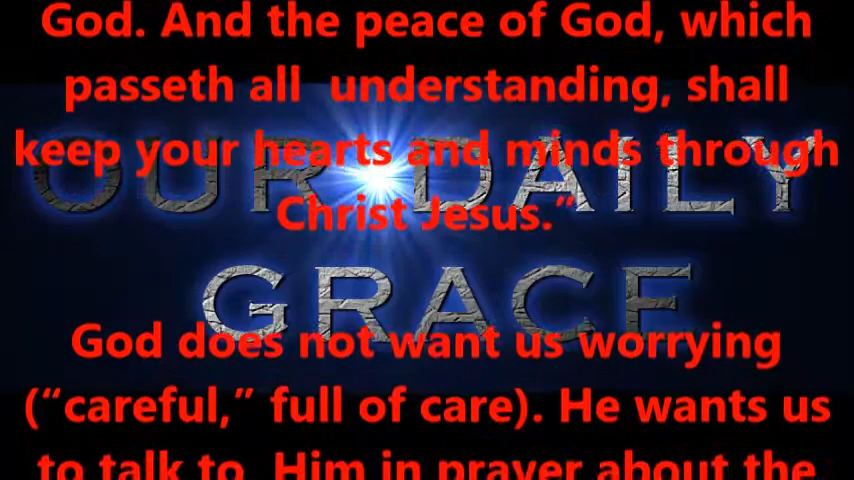 God. And the peace of God, which
passeth all understanding, shall
keep your hearts and minds through
Christ Jesus.”
OUR DAILY
GRACE
God does not want us worrying
(“careful,” full of care). He wants us
to talk to Him in prayer about the